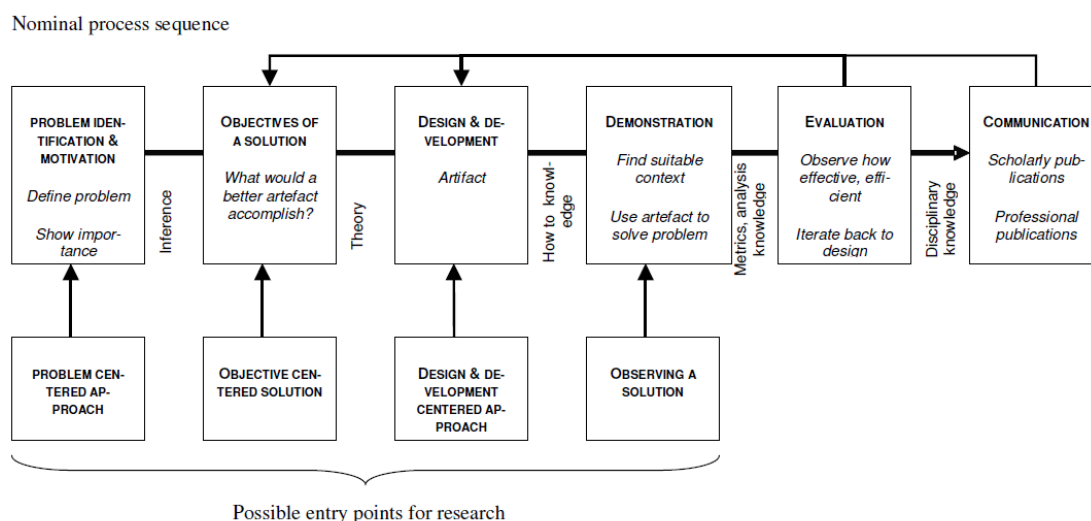 Nominal process sequence
PROBLEM IDEN-
TIFICATION &
MOTIVATION
Define problem
Show impor-
tance
Inference
OBJECTIVES OF
A SOLUTION
What would a
better artefact
accomplish?
Theory
DESIGN & DE-
VELOPMENT
Artifact
How to knowl-
edge
DEMONSTRATION
Find suitable
context
Use artefact to
solve problem
Metrics, analysis
knowledge
EVALUATION
Observe how
effective, effi-
cient
Iterate back to
design
Disciplinary
knowledge
COMMUNICATION
Scholarly pub-
lications
Professional
publications
PROBLEM CEN-
TERED AP-
PROACH
OBJECTIVE CEN-
TERED SOLUTION
DESIGN & DE-
VELOPMENT
CENTERED AP-
PROACH
OBSERVING A
SOLUTION
Possible entry points for research